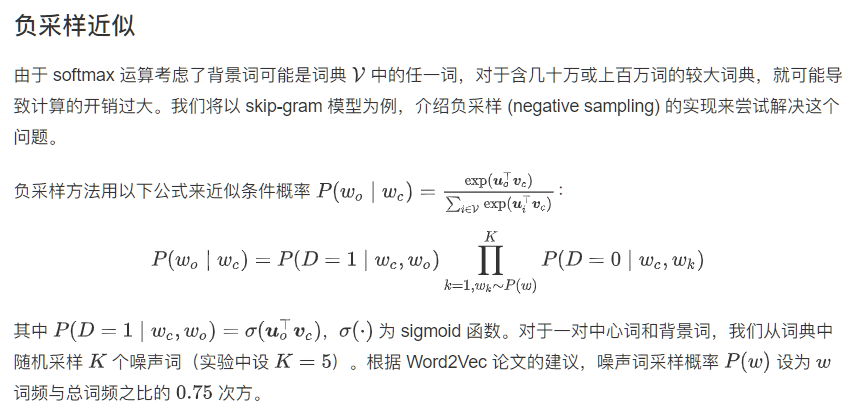 负采样近似
由于 softmax 运算考虑了背景词可能是词典 𝒱 中的任一词，对于含几十万或上百万词的较大词典，就可能导
致计算的开销过大。我们将以 skip-gram 模型为例，介绍负采样 (negative sampling) 的实现来尝试解决这个
问题。
负采样方法用以下公式来近似条件概率 $P(w_o \mid w_c) = \frac{\exp(\boldsymbol{u}_o^\top \boldsymbol{v}_c)}{\sum_{i \in \mathcal{V}} \exp(\boldsymbol{u}_i^\top \boldsymbol{v}_c)}$：
$P(w_o \mid w_c) = P(D=1 \mid w_c, w_o) \prod_{k=1, w_k \sim P(w)}^{K} P(D=0 \mid w_c, w_k)$
其中 $P(D=1 \mid w_c, w_o) = \sigma(\boldsymbol{u}_o^\top \boldsymbol{v}_c)$，$\sigma(\cdot)$ 为 sigmoid 函数。对于一对中心词和背景词，我们从词典中
随机采样 $K$ 个噪声词（实验中设 $K=5$）。根据 Word2Vec 论文的建议，噪声词采样概率 $P(w)$ 设为 $w$
词频与总词频之比的 0.75 次方。